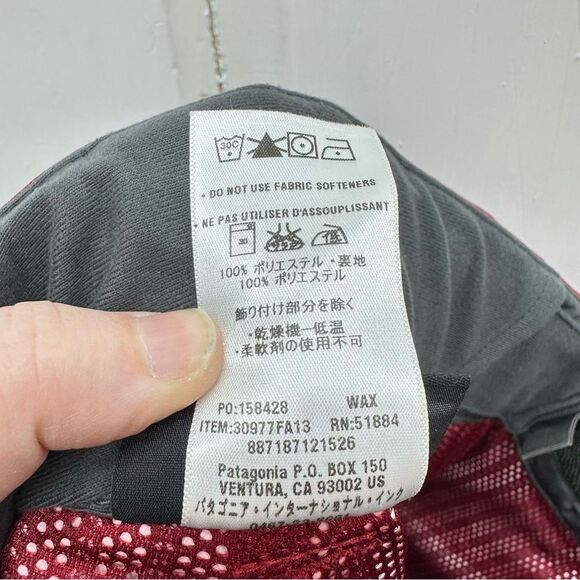 30C
• DO NOT USE FABRIC SOFTENERS
• NE PAS UTILISER D'ASSOUPLISSANT
30 低
100% ポリエステル・裏地
100% ポリエステル
飾り付け部分を除く
・乾燥機ー低温
・柔軟剤の使用不可
PO:158428 WAX
ITEM:30977FA13 RN:51884
887187121526
Patagonia P.O. BOX 150
VENTURA, CA 93002 US
パタゴニア・インターナショナル・インク